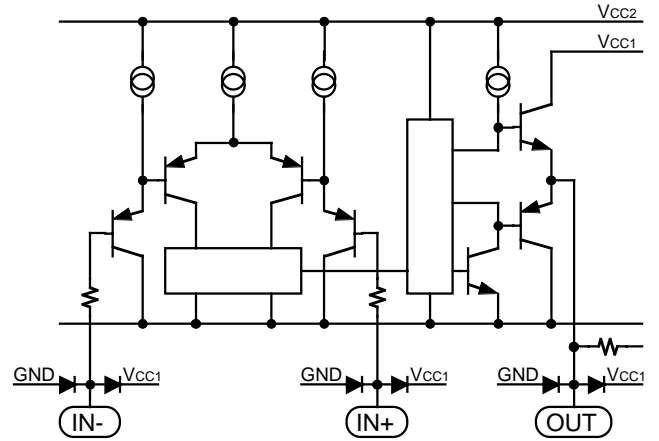 VCC2
VCC1
GND
VCC1
GND
VCC1
GND
VCC1
IN-
IN+
OUT